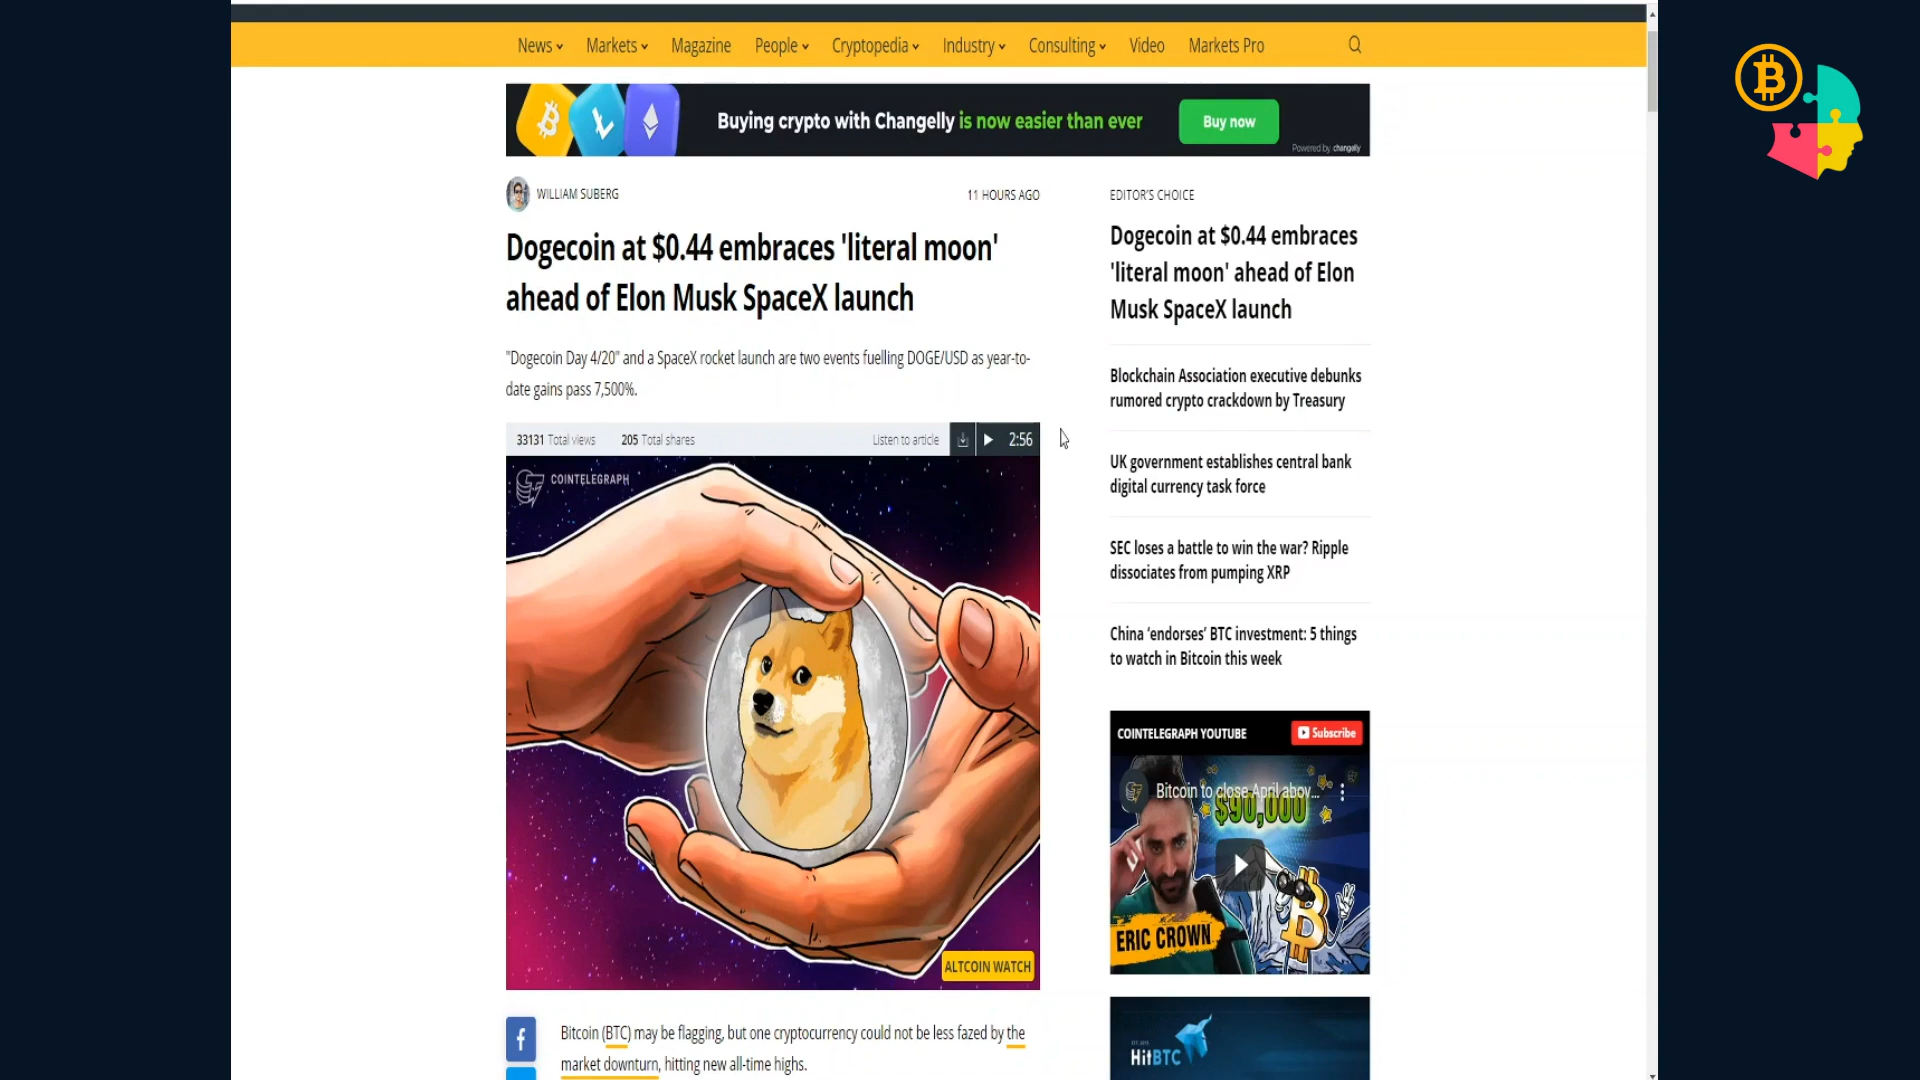 News Markets Magazine People Cryptopedia Industry Consulting Video Markets Pro
Buying crypto with Changelly is now easier than ever
Buy now
Powered by changelly
WILLIAM SUBERG
11 HOURS AGO
Dogecoin at $0.44 embraces 'literal moon'
ahead of Elon Musk SpaceX launch
"Dogecoin Day 4/20" and a SpaceX rocket launch are two events fuelling DOGE/USD as year-to-
date gains pass 7,500%.
33131 Total views 205 Total shares Listen to article 2:56
COINTELEGRAPH
ALTCOIN WATCH
Bitcoin (BTC) may be flagging, but one cryptocurrency could not be less fazed by the
market downturn, hitting new all-time highs.
EDITOR'S CHOICE
Dogecoin at $0.44 embraces
'literal moon' ahead of Elon
Musk SpaceX launch
Blockchain Association executive debunks
rumored crypto crackdown by Treasury
UK government establishes central bank
digital currency task force
SEC loses a battle to win the war? Ripple
dissociates from pumping XRP
China ‘endorses’ BTC investment: 5 things
to watch in Bitcoin this week
COINTELEGRAPH YOUTUBE
Subscribe
Bitcoin to close April abov...
$90,000
ERIC CROWN
HitBTC